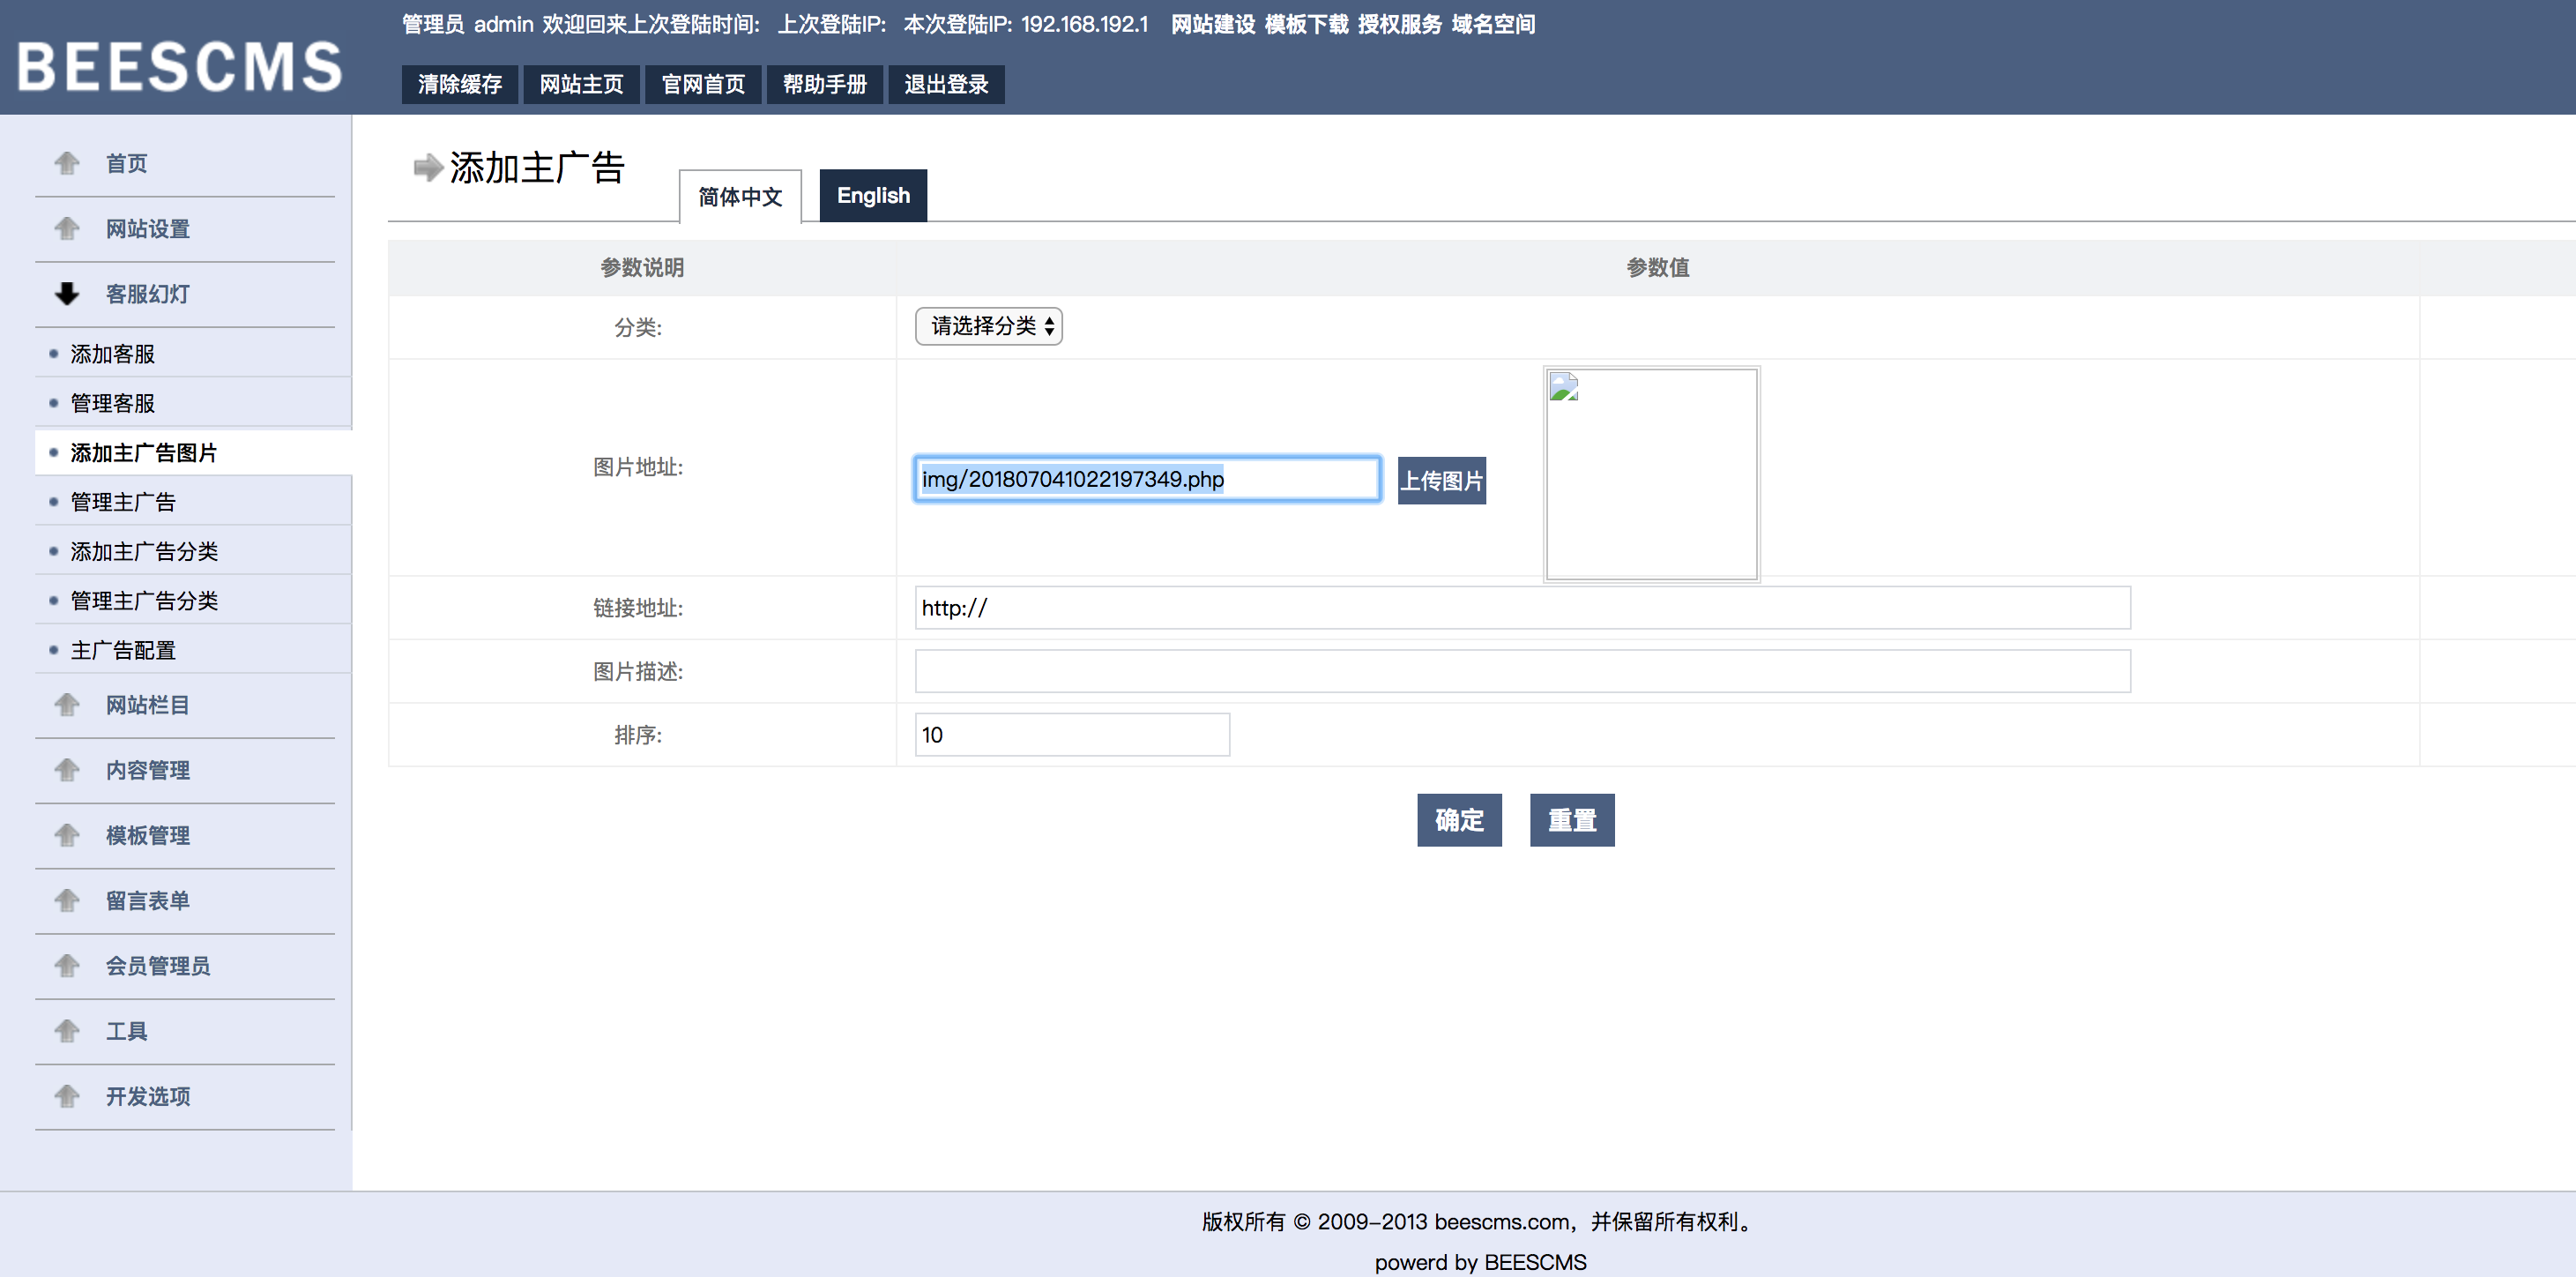 BEESCMS
管理员 admin 欢迎回来上次登陆时间: 上次登陆IP: 本次登陆IP: 192.168.192.1 网站建设 模板下载 授权服务 域名空间
清除缓存 网站主页 官网首页 帮助手册 退出登录
首页
网站设置
客服幻灯
添加客服
管理客服
添加主广告图片
管理主广告
添加主广告分类
管理主广告分类
主广告配置
网站栏目
内容管理
模板管理
留言表单
会员管理员
工具
开发选项
添加主广告 简体中文 English
参数说明 参数值
分类: 请选择分类
图片地址: img/201807041022197349.php 上传图片
链接地址: http://
图片描述:
排序: 10
确定 重置
版权所有 © 2009-2013 beescms.com，并保留所有权利。
powerd by BEESCMS